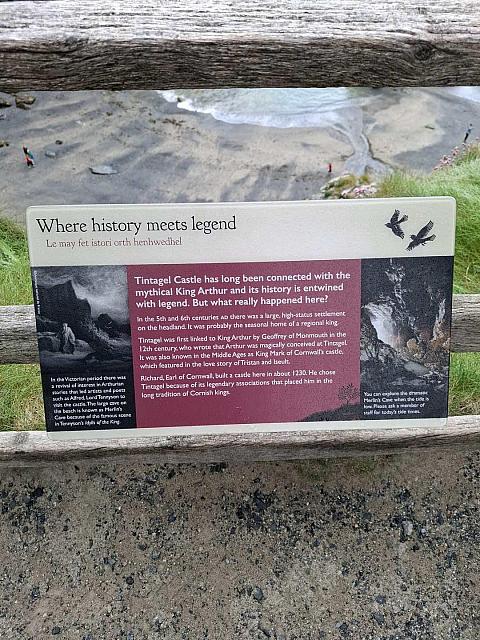 Where history meets legend
Le may fet istori orth henhwedhel
Tintagel Castle has long been connected with the
mythical King Arthur and its history is entwined
with legend. But what really happened here?
In the 5th and 6th centuries there was a large, high-status settlement
on the headland. It was probably the seasonal home of a regional king.
Tintagel was first linked to King Arthur by Geoffrey of Monmouth in the
12th century, who wrote that Arthur was magically conceived at Tintagel.
It was also known in the Middle Ages as King Mark of Cornwall's castle,
which featured in the love story of Tristan and Iseult.
Richard, Earl of Cornwall, built a castle here in about 1230. He chose
Tintagel because of its legendary associations that placed him in the
long tradition of Cornish kings.
In the Victorian period there was
a revival of interest in Arthurian
stories that led artists and poets
such as Alfred, Lord Tennyson to
visit the castle. The large cave on
the beach is known as Merlin's
Cave because of the famous scene
in Tennyson's Idylls of the King.
You can explore the dramatic
Merlin's Cave when the tide is
low. Please ask a member of
staff for today's tide times.